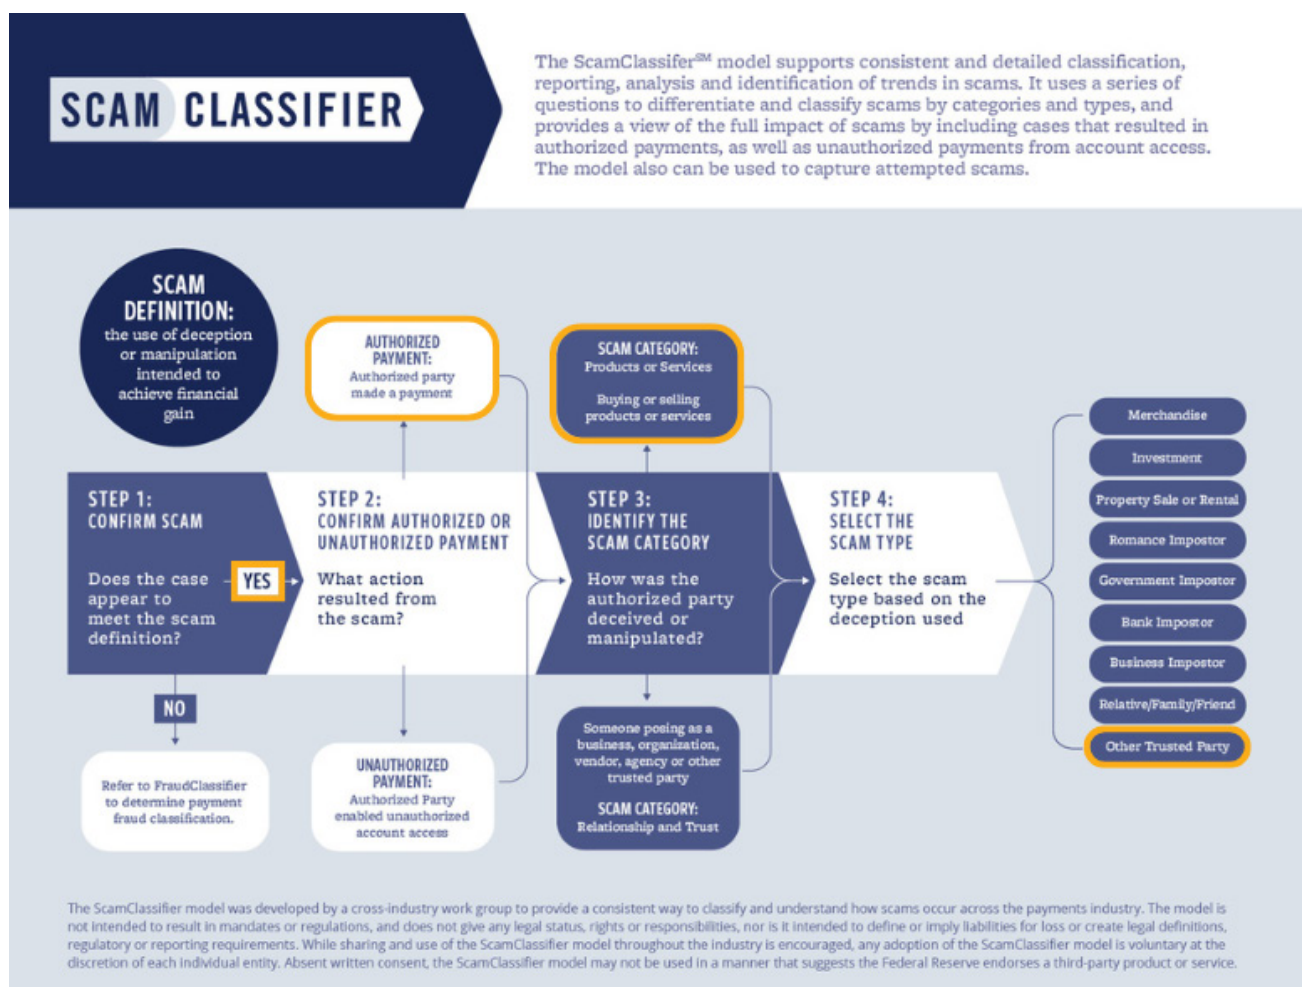 SCAM CLASSIFIER
The ScamClassifer℠ model supports consistent and detailed classification,
reporting, analysis and identification of trends in scams. It uses a series of
questions to differentiate and classify scams by categories and types, and
provides a view of the full impact of scams by including cases that resulted in
authorized payments, as well as unauthorized payments from account access.
The model also can be used to capture attempted scams.
SCAM
DEFINITION:
the use of deception
or manipulation
intended to
achieve financial
gain
AUTHORIZED
PAYMENT:
Authorized party
made a payment
SCAM CATEGORY:
Products or Services
Buying or selling
products or services
STEP 1:
CONFIRM SCAM
Does the case
appear to
meet the scam
definition?
YES
NO
Refer to FraudClassifier
to determine payment
fraud classification.
STEP 2:
CONFIRM AUTHORIZED OR
UNAUTHORIZED PAYMENT
What action
resulted from
the scam?
UNAUTHORIZED
PAYMENT:
Authorized Party
enabled unauthorized
account access
STEP 3:
IDENTIFY THE
SCAM CATEGORY
How was the
authorized party
deceived or
manipulated?
Someone posing as a
business, organization,
vendor, agency or other
trusted party
SCAM CATEGORY:
Relationship and Trust
STEP 4:
SELECT THE
SCAM TYPE
Select the scam
type based on the
deception used
Merchandise
Investment
Property Sale or Rental
Romance Impostor
Government Impostor
Bank Impostor
Business Impostor
Relative/Family/Friend
Other Trusted Party
The ScamClassifier model was developed by a cross-industry work group to provide a consistent way to classify and understand how scams occur across the payments industry. The model is
not intended to result in mandates or regulations, and does not give any legal status, rights or responsibilities, nor is it intended to define or imply liabilities for loss or create legal definitions,
regulatory or reporting requirements. While sharing and use of the ScamClassifier model throughout the industry is encouraged, any adoption of the ScamClassifier model is voluntary at the
discretion of each individual entity. Absent written consent, the ScamClassifier model may not be used in a manner that suggests the Federal Reserve endorses a third-party product or service.